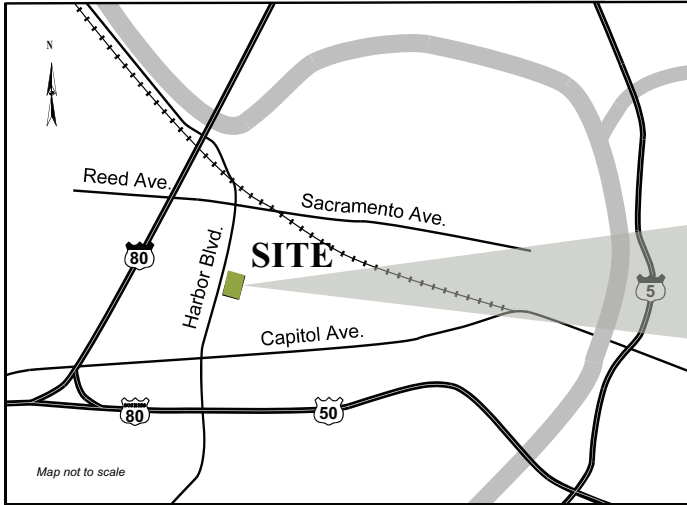 N
Reed Ave.
Sacramento Ave.
80
SITE
Harbor Blvd.
5
Capitol Ave.
80
50
Map not to scale